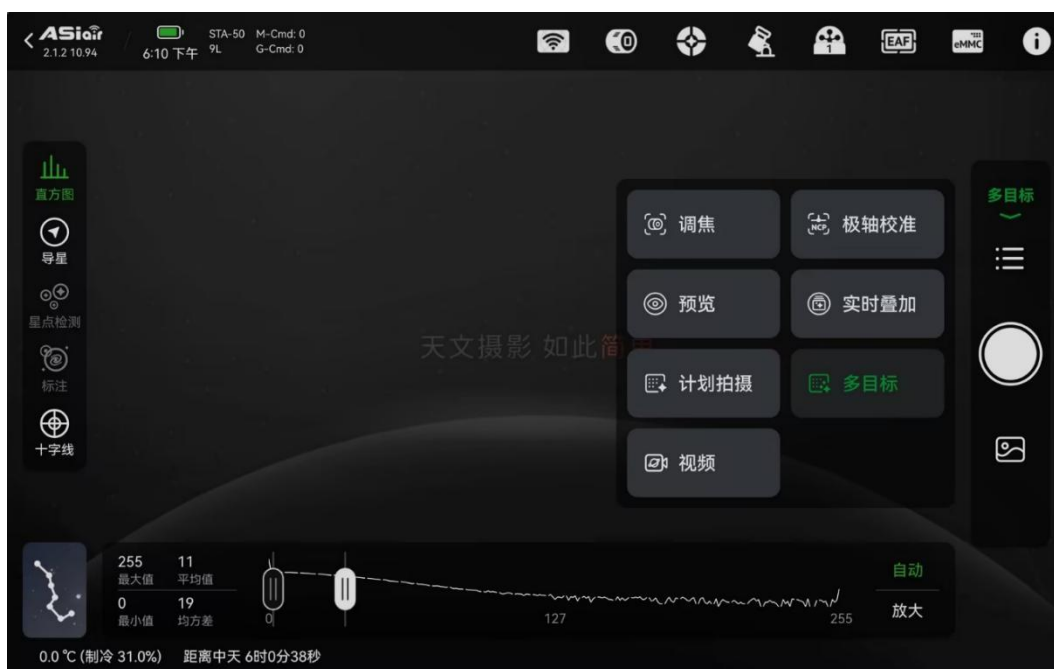 ASiair
2.1.2 10.94
6:10 下午
STA-50
9L
M-Cmd: 0
G-Cmd: 0
1
EAF
eMMC
直方图
导星
星点检测
标注
十字线
天文摄影 如此简单
调焦
NCP
极轴校准
预览
实时叠加
计划拍摄
多目标
视频
多目标
255
最大值
11
平均值
0
最小值
19
均方差
0
127
255
自动
放大
0.0 ℃ (制冷 31.0%)
距离中天 6时0分38秒